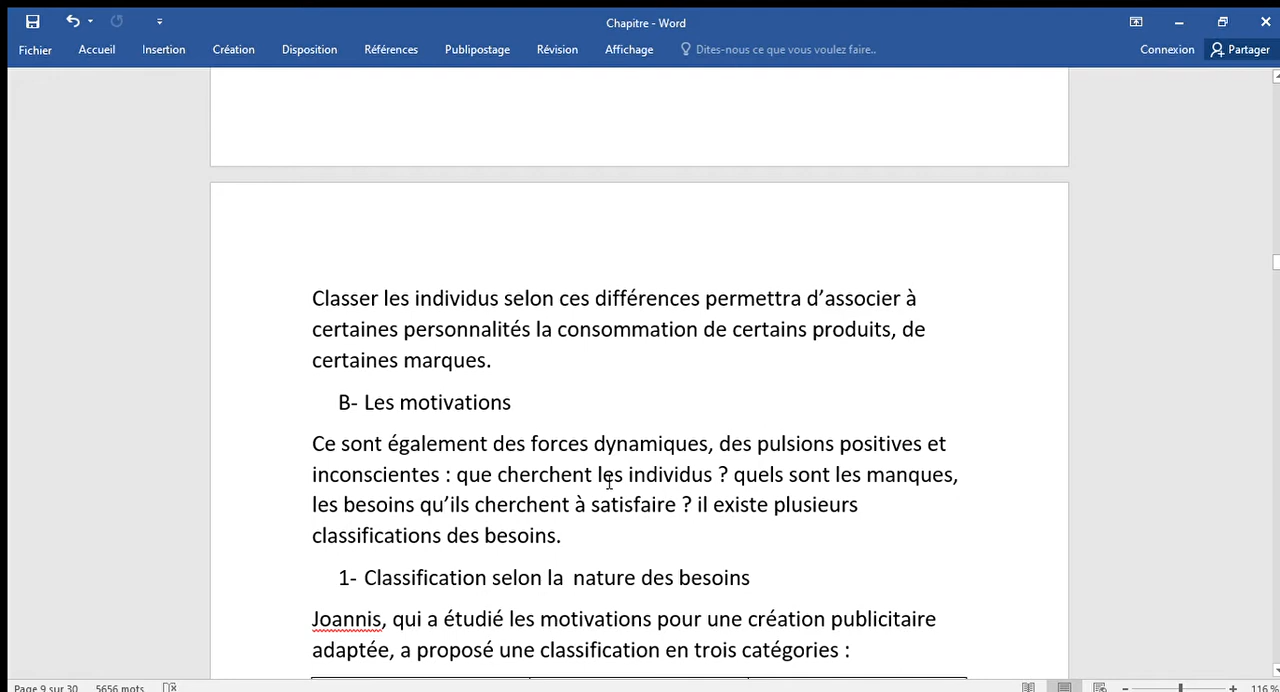 Chapitre - Word
Fichier Accueil Insertion Création Disposition Références Publipostage Révision Affichage Dites-nous ce que vous voulez faire.. Connexion Partager
Classer les individus selon ces différences permettra d’associer à
certaines personnalités la consommation de certains produits, de
certaines marques.
B- Les motivations
Ce sont également des forces dynamiques, des pulsions positives et
inconscientes : que cherchent les individus ? quels sont les manques,
les besoins qu’ils cherchent à satisfaire ? il existe plusieurs
classifications des besoins.
1- Classification selon la nature des besoins
Joannis, qui a étudié les motivations pour une création publicitaire
adaptée, a proposé une classification en trois catégories :
Page 9 sur 30 5656 mots 116 %